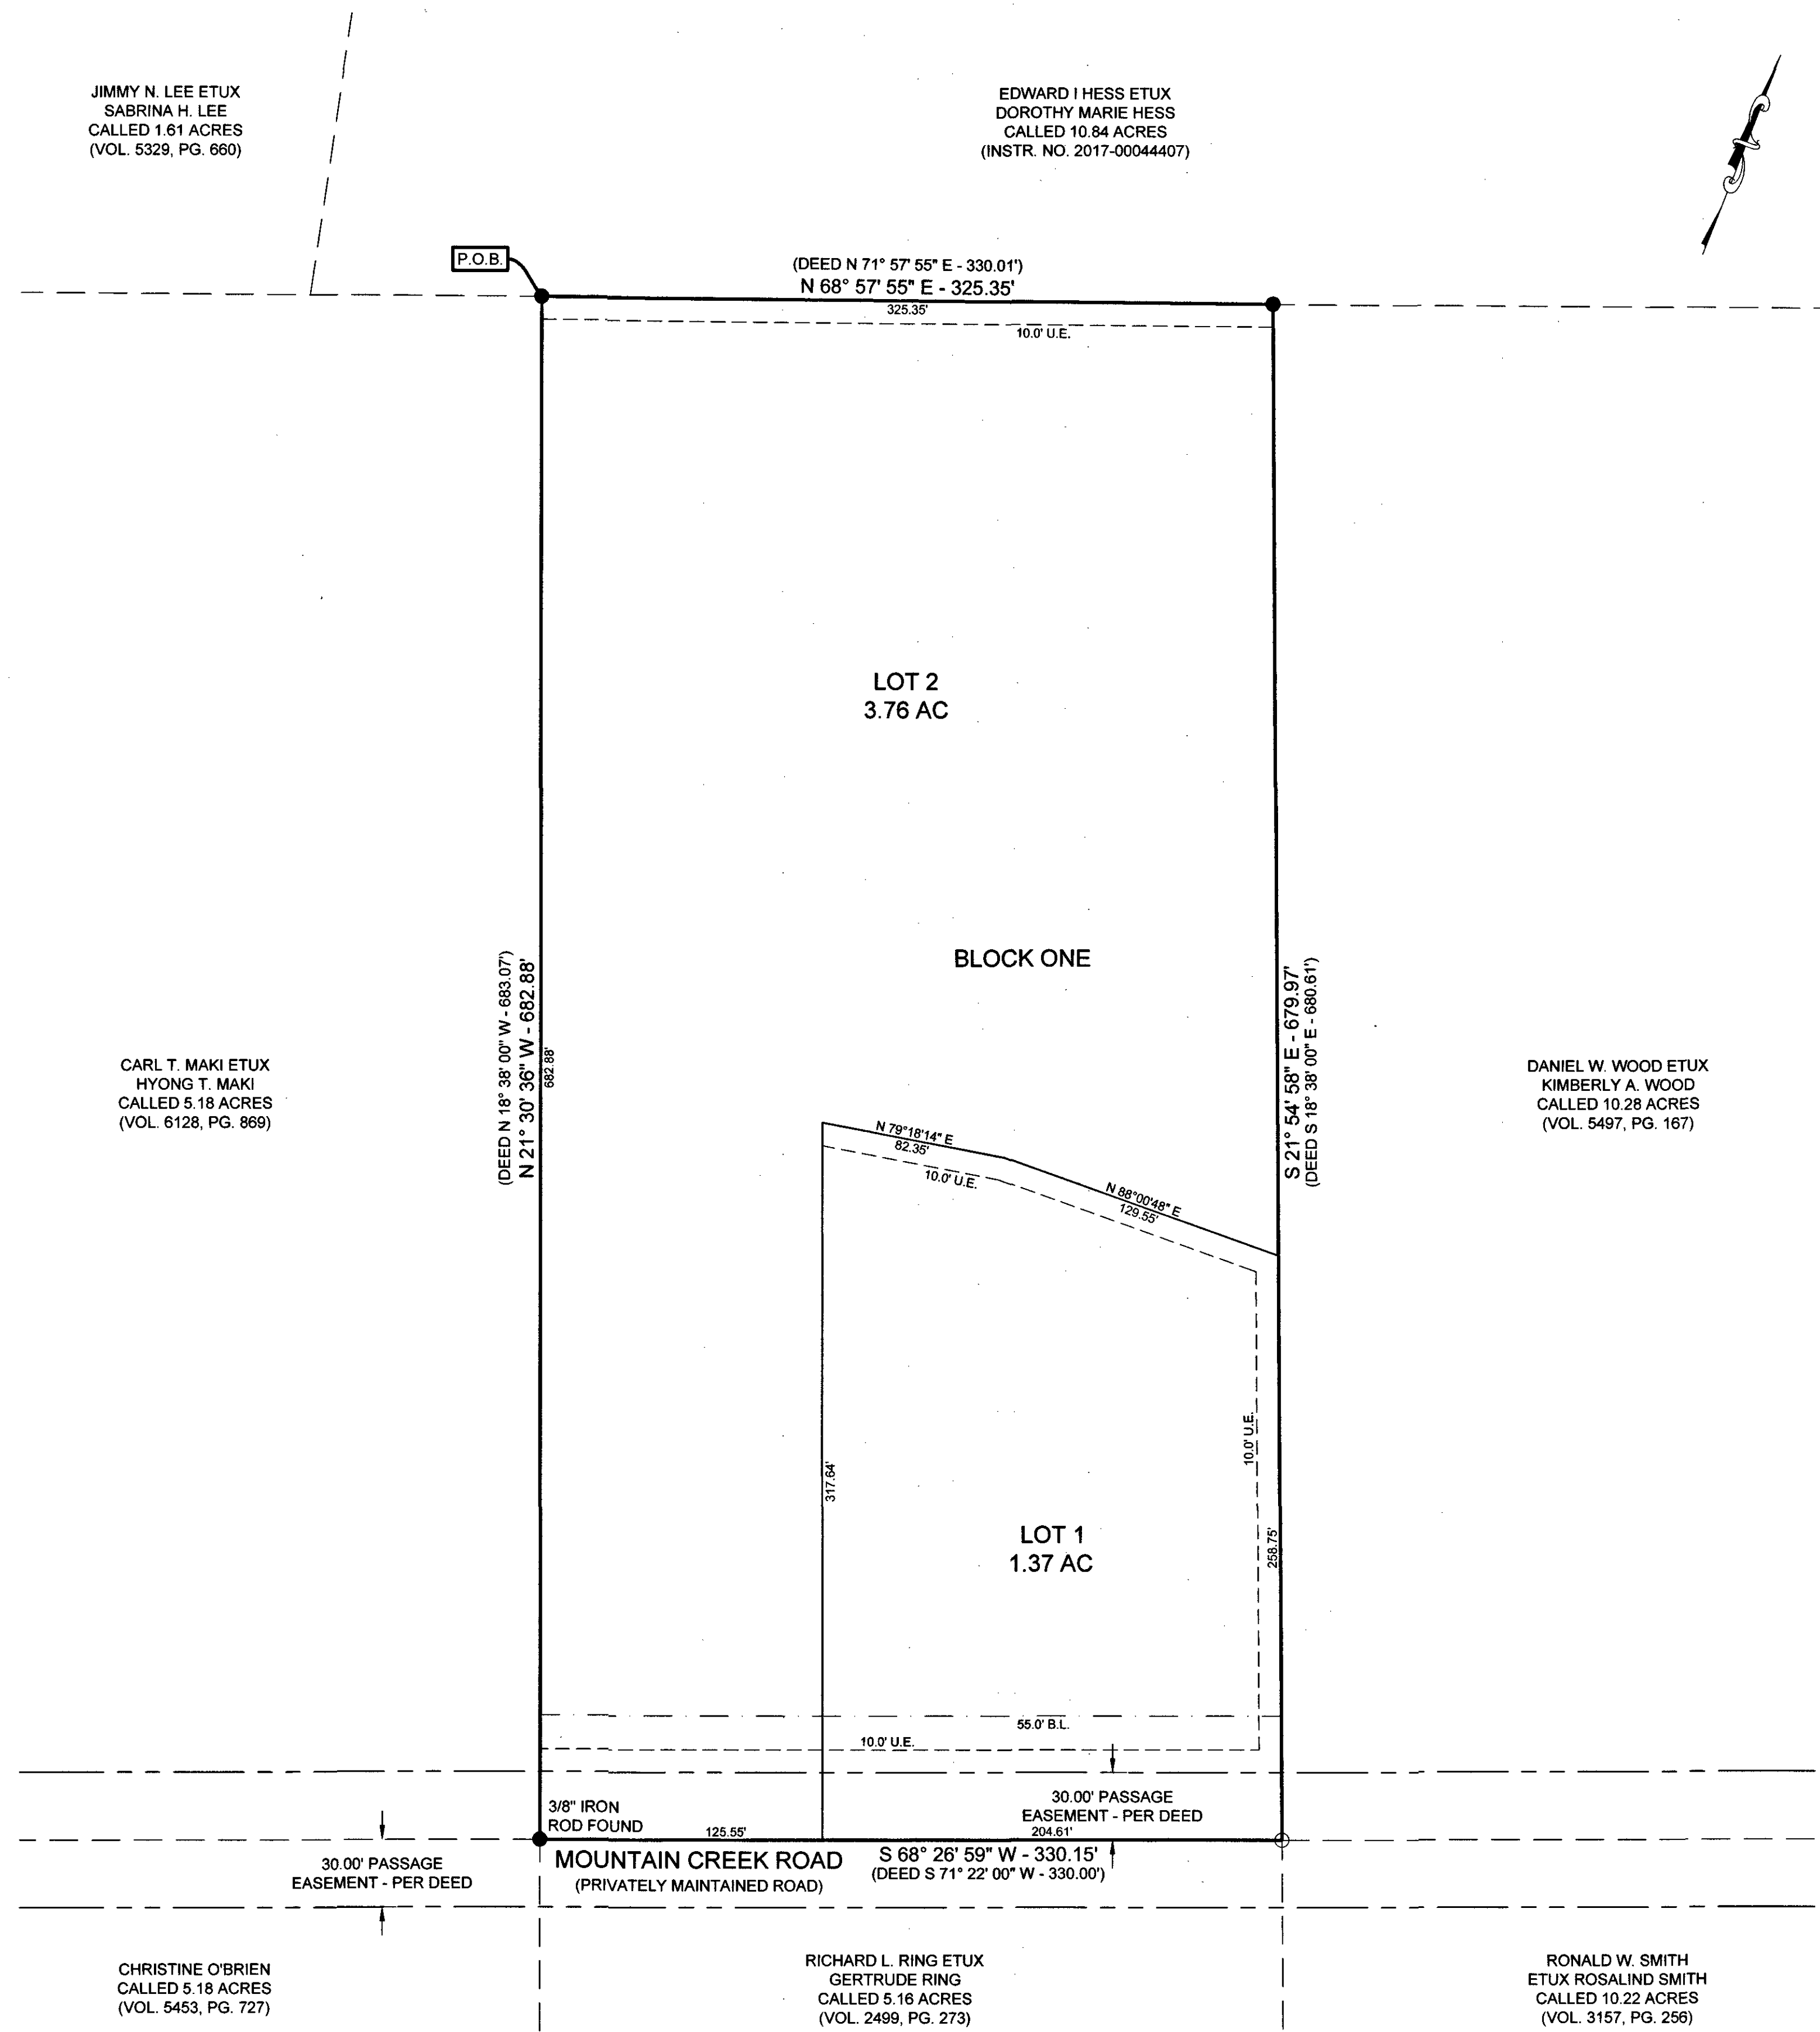 JIMMY N. LEE ETUX
SABRINA H. LEE
CALLED 1.61 ACRES
(VOL. 5329, PG. 660)
EDWARD I HESS ETUX
DOROTHY MARIE HESS
CALLED 10.84 ACRES
(INSTR. NO. 2017-00044407)
P.O.B.
(DEED N 71° 57' 55" E - 330.01')
N 68° 57' 55" E - 325.35'
325.35'
10.0' U.E.
LOT 2
3.76 AC
BLOCK ONE
(DEED N 18° 38' 00" W - 683.07')
N 21° 30' 36" W - 682.88'
682.88'
S 21° 54' 58" E - 679.97'
(DEED S 18° 38' 00" E - 680.61')
CARL T. MAKI ETUX
HYONG T. MAKI
CALLED 5.18 ACRES
(VOL. 6128, PG. 869)
DANIEL W. WOOD ETUX
KIMBERLY A. WOOD
CALLED 10.28 ACRES
(VOL. 5497, PG. 167)
N 79°18'14" E
82.35'
10.0' U.E.
N 88°00'48" E
129.55'
10.0' U.E.
317.64'
258.75'
LOT 1
1.37 AC
55.0' B.L.
10.0' U.E.
30.00' PASSAGE
EASEMENT - PER DEED
3/8" IRON
ROD FOUND
125.55'
204.61'
MOUNTAIN CREEK ROAD
(PRIVATELY MAINTAINED ROAD)
S 68° 26' 59" W - 330.15'
(DEED S 71° 22' 00" W - 330.00')
30.00' PASSAGE
EASEMENT - PER DEED
CHRISTINE O'BRIEN
CALLED 5.18 ACRES
(VOL. 5453, PG. 727)
RICHARD L. RING ETUX
GERTRUDE RING
CALLED 5.16 ACRES
(VOL. 2499, PG. 273)
RONALD W. SMITH
ETUX ROSALIND SMITH
CALLED 10.22 ACRES
(VOL. 3157, PG. 256)